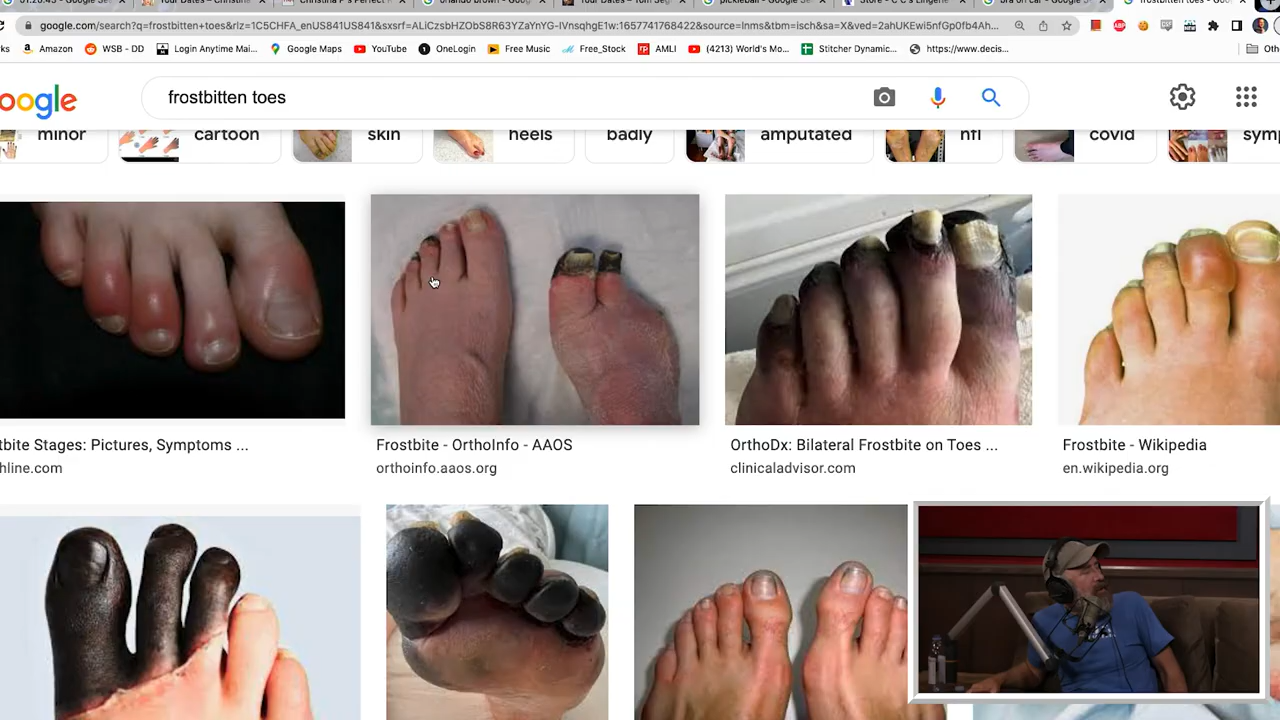 google.com/search?q=frostbitten+toes&rlz=1C5CHFA_enUS841US841&sxsrf=ALiCzsbHZObS8R63YZaYnYG-IVnsqhgE1w:1657741768422&source=lnms&tbm=isch&sa=X&ved=2ahUKEwi5nfGp0fb4Ah...
Amazon WSB - DD Login Anytime Mai... Google Maps YouTube OneLogin Free Music Free_Stock AMLI (4213) World's Mo... Stitcher Dynamic... https://www.decis...
oogle frostbitten toes
minor cartoon skin heels badly amputated nfl covid sym
tbite Stages: Pictures, Symptoms ... Frostbite - OrthoInfo - AAOS OrthoDx: Bilateral Frostbite on Toes ... Frostbite - Wikipedia
hline.com orthoinfo.aaos.org clinicaladvisor.com en.wikipedia.org